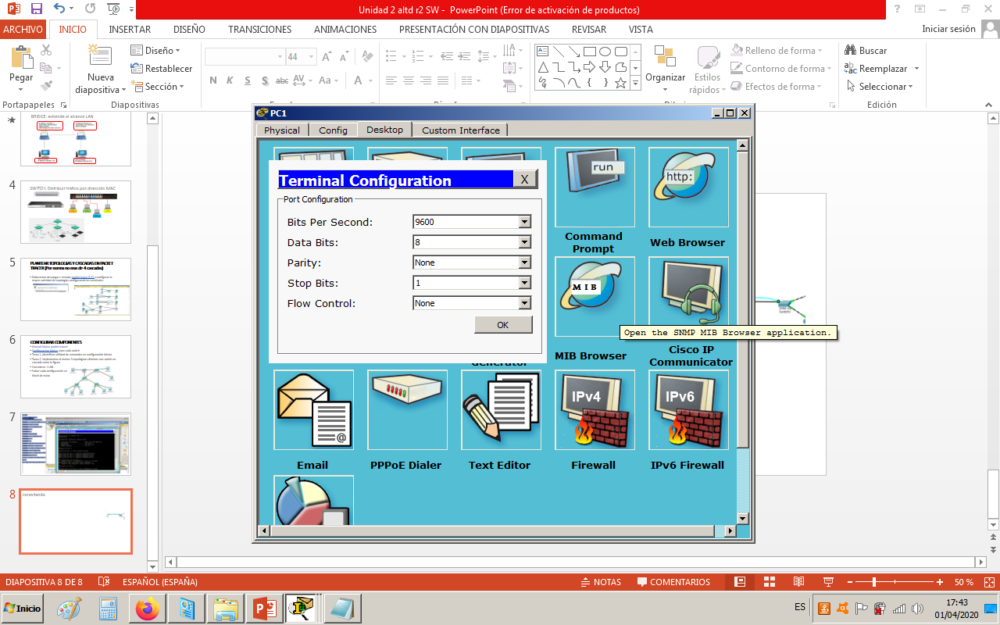 Unidad 2 altd r2 SW - PowerPoint (Error de activación de productos)
ARCHIVO INICIO INSERTAR DISEÑO TRANSICIONES ANIMACIONES PRESENTACIÓN CON DIAPOSITIVAS REVISAR VISTA Iniciar sesión
Pegar
Nueva diapositiva
Diseño
Restablecer
Sección
44
N K S S abc AV Aa A
Organizar
Estilos rápidos
Relleno de forma
Contorno de forma
Efectos de forma
Buscar
Reemplazar
Seleccionar
Portapapeles Diapositivas Edición
BRIDGE: extiende el alcance LAN
4
SWITCH: Distribuir trafico por dirección MAC
5
PLANTEAR TOPOLOGIAS Y CASCADAS EN PACKET
TRACER (Por norma no mas de 4 cascadas)
6
CONFIGURAR COMPONENTES
7
8
conectando
PC1
Physical Config Desktop Custom Interface
Terminal Configuration X
Port Configuration
Bits Per Second: 9600
Data Bits: 8
Parity: None
Stop Bits: 1
Flow Control: None
OK
run
http:
Command Prompt
Web Browser
MIB
Open the SNMP MIB Browser application.
Generator
MIB Browser
Cisco IP Communicator
@
IPv4
IPv6
Email PPPoE Dialer Text Editor Firewall IPv6 Firewall
DIAPOSITIVA 8 DE 8 ESPAÑOL (ESPAÑA) NOTAS COMENTARIOS 50 %
Inicio ES 17:43
01/04/2020